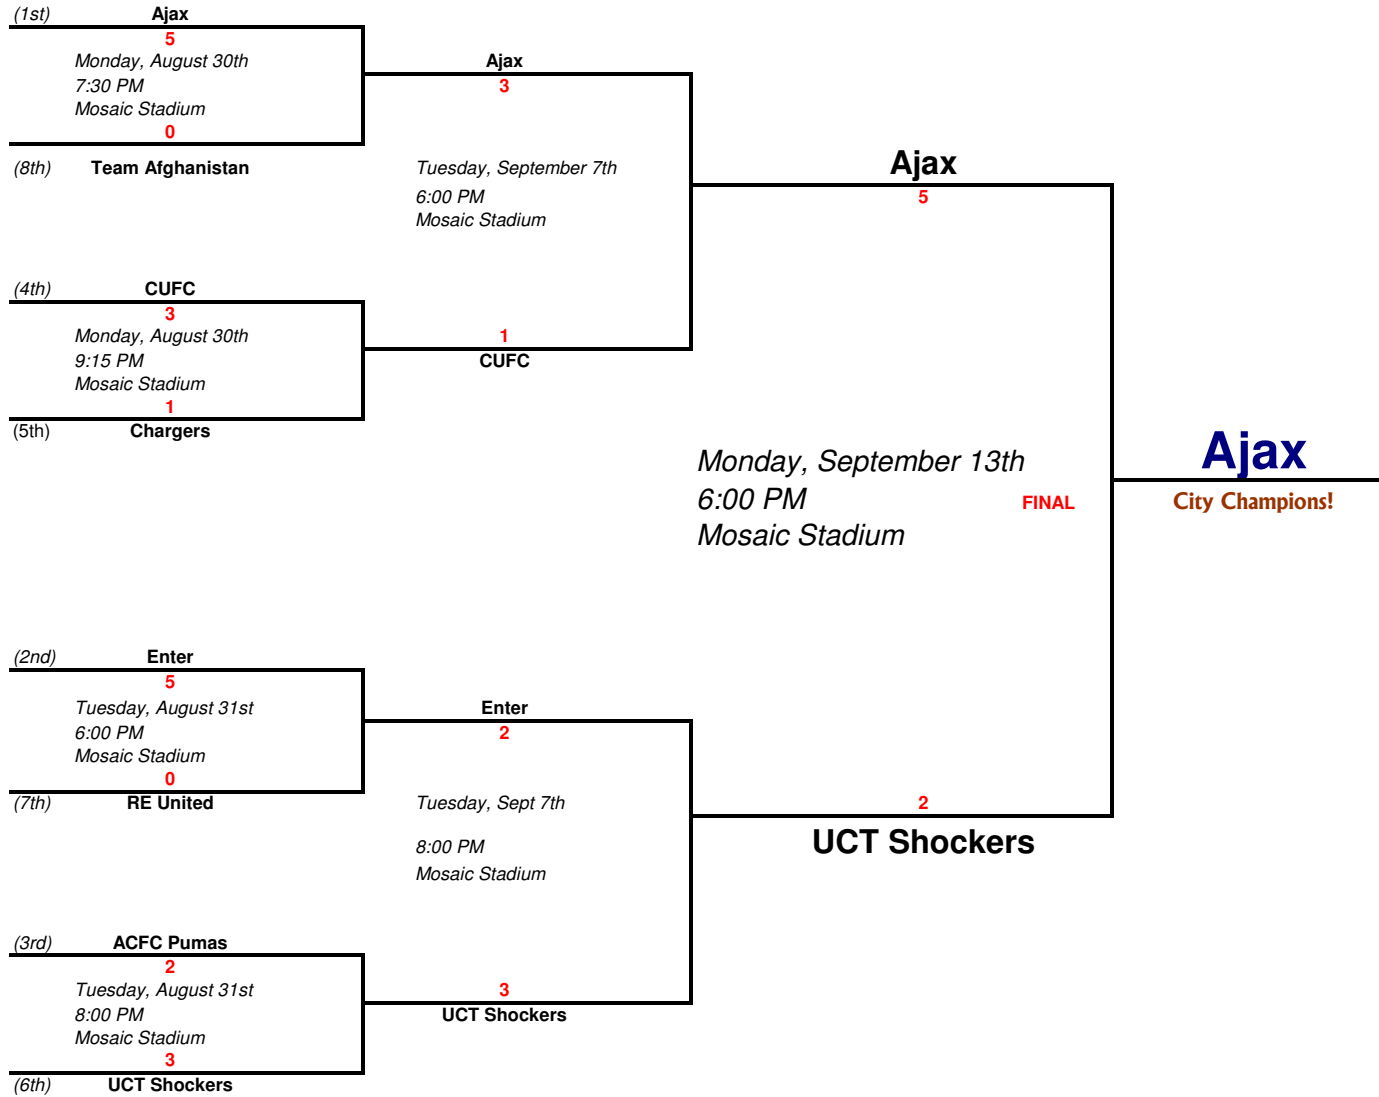 (1st) Ajax
5
Monday, August 30th
7:30 PM
Mosaic Stadium
0
(8th) Team Afghanistan
(4th) CUFC
3
Monday, August 30th
9:15 PM
Mosaic Stadium
1
(5th) Chargers
(2nd) Enter
5
Tuesday, August 31st
6:00 PM
Mosaic Stadium
0
(7th) RE United
(3rd) ACFC Pumas
2
Tuesday, August 31st
8:00 PM
Mosaic Stadium
3
(6th) UCT Shockers
Ajax
3
Tuesday, September 7th
6:00 PM
Mosaic Stadium
1
CUFC
Enter
2
Tuesday, Sept 7th
8:00 PM
Mosaic Stadium
3
UCT Shockers
Ajax
5
Monday, September 13th
6:00 PM FINAL
Mosaic Stadium
2
UCT Shockers
Ajax
City Champions!